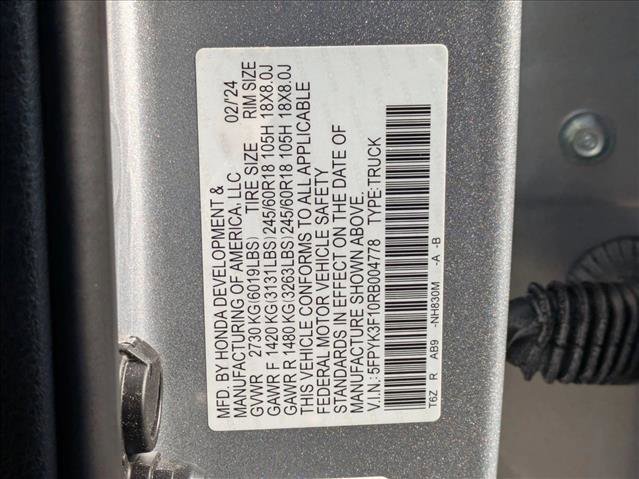 MFD. BY HONDA DEVELOPMENT &
MANUFACTURING OF AMERICA, LLC 02/'24
GVWR 2730 KG(6019LBS) TIRE SIZE RIM SIZE
GAWR F 1420 KG(3131LBS)245/60R18 105H 18X8.0J
GAWR R 1480 KG(3263LBS)245/60R18 105H 18X8.0J
THIS VEHICLE CONFORMS TO ALL APPLICABLE
FEDERAL MOTOR VEHICLE SAFETY
STANDARDS IN EFFECT ON THE DATE OF
MANUFACTURE SHOWN ABOVE.
V.I.N.: 5FPYK3F10RB004778 TYPE: TRUCK
T6Z R AB9 -NH830M -A -B